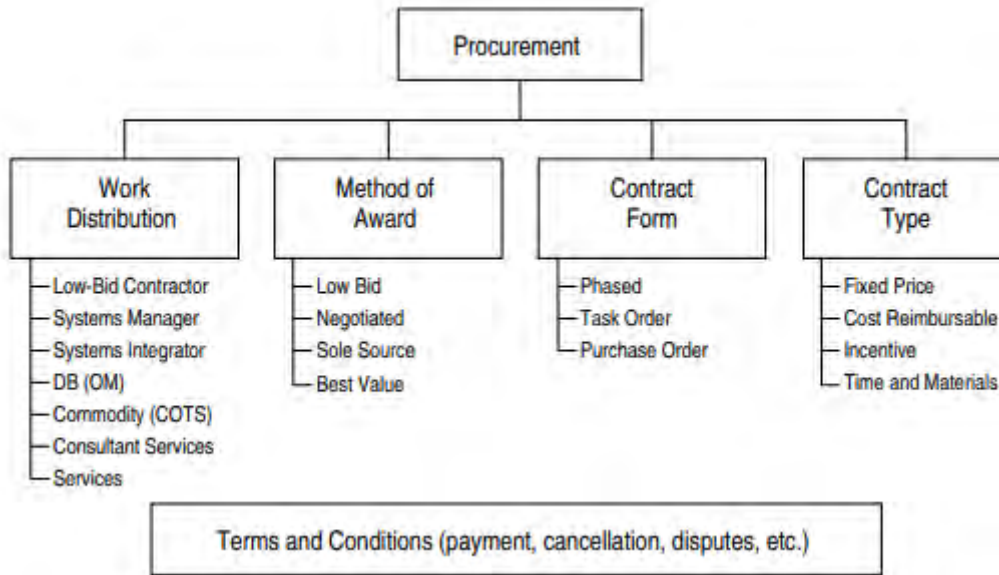 Procurement
Work
Distribution
Low-Bid Contractor
Systems Manager
Systems Integrator
DB (OM)
Commodity (COTS)
Consultant Services
Services
Method of
Award
Low Bid
Negotiated
Sole Source
Best Value
Contract
Form
Phased
Task Order
Purchase Order
Contract
Type
Fixed Price
Cost Reimbursable
Incentive
Time and Materials
Terms and Conditions (payment, cancellation, disputes, etc.)